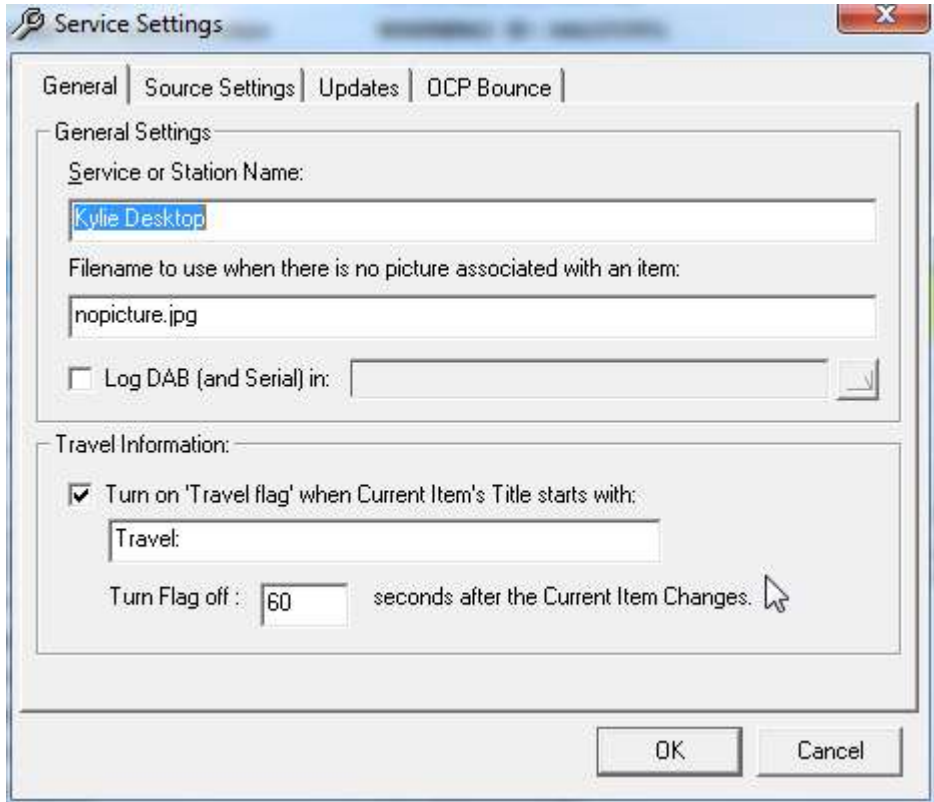 Service Settings
General Source Settings Updates OCP Bounce
General Settings
Service or Station Name:
Kylie Desktop
Filename to use when there is no picture associated with an item:
nopicture.jpg
Log DAB (and Serial) in:
Travel Information:
Turn on 'Travel flag' when Current Item's Title starts with:
Travel:
Turn Flag off : 60 seconds after the Current Item Changes.
OK Cancel